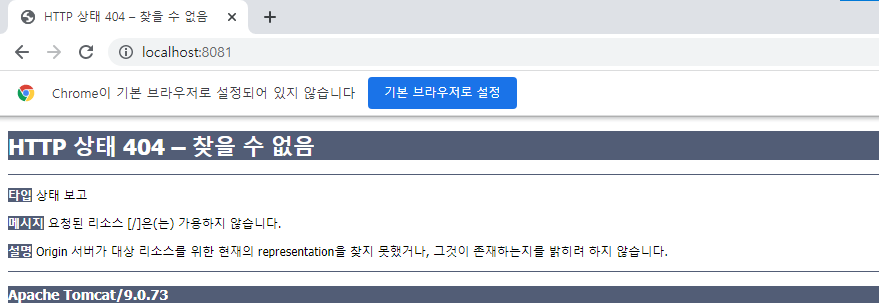 HTTP 상태 404 – 찾을 수 없음
localhost:8081
Chrome이 기본 브라우저로 설정되어 있지 않습니다 기본 브라우저로 설정
HTTP 상태 404 – 찾을 수 없음
타입 상태 보고
메시지 요청된 리소스 [/]은(는) 가용하지 않습니다.
설명 Origin 서버가 대상 리소스를 위한 현재의 representation을 찾지 못했거나, 그것이 존재하는지를 밝히려 하지 않습니다.
Apache Tomcat/9.0.73